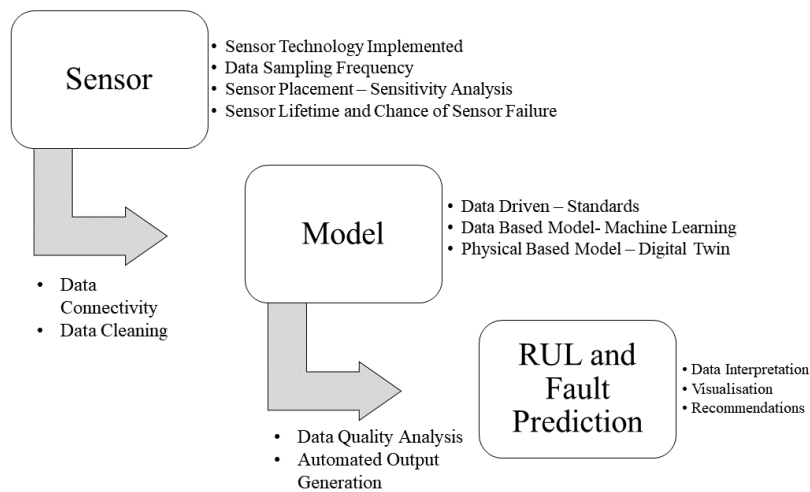 Sensor
• Sensor Technology Implemented
• Data Sampling Frequency
• Sensor Placement – Sensitivity Analysis
• Sensor Lifetime and Chance of Sensor Failure
• Data
Connectivity
• Data Cleaning
Model
• Data Driven – Standards
• Data Based Model- Machine Learning
• Physical Based Model – Digital Twin
• Data Quality Analysis
• Automated Output
Generation
RUL and
Fault
Prediction
• Data Interpretation
• Visualisation
• Recommendations